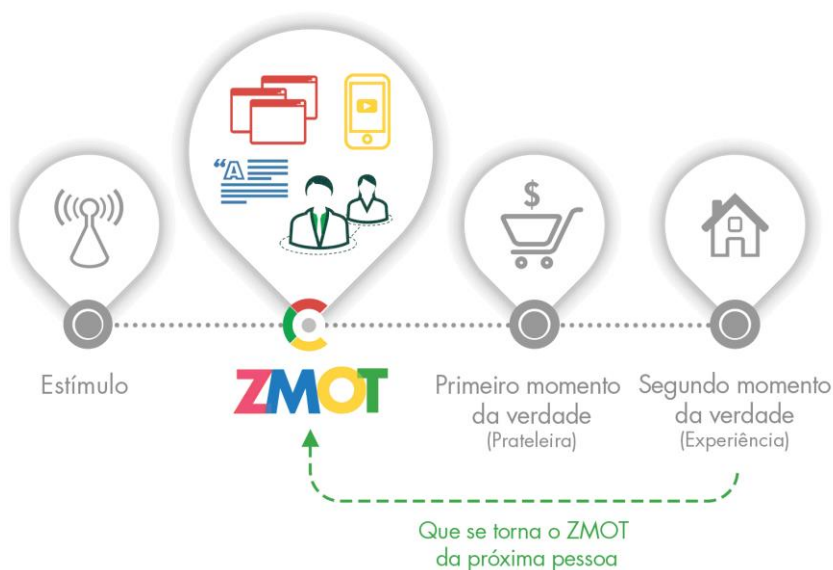 “A
$
Estímulo
ZMOT
Primeiro momento
da verdade
(Prateleira)
Segundo momento
da verdade
(Experiência)
Que se torna o ZMOT
da próxima pessoa